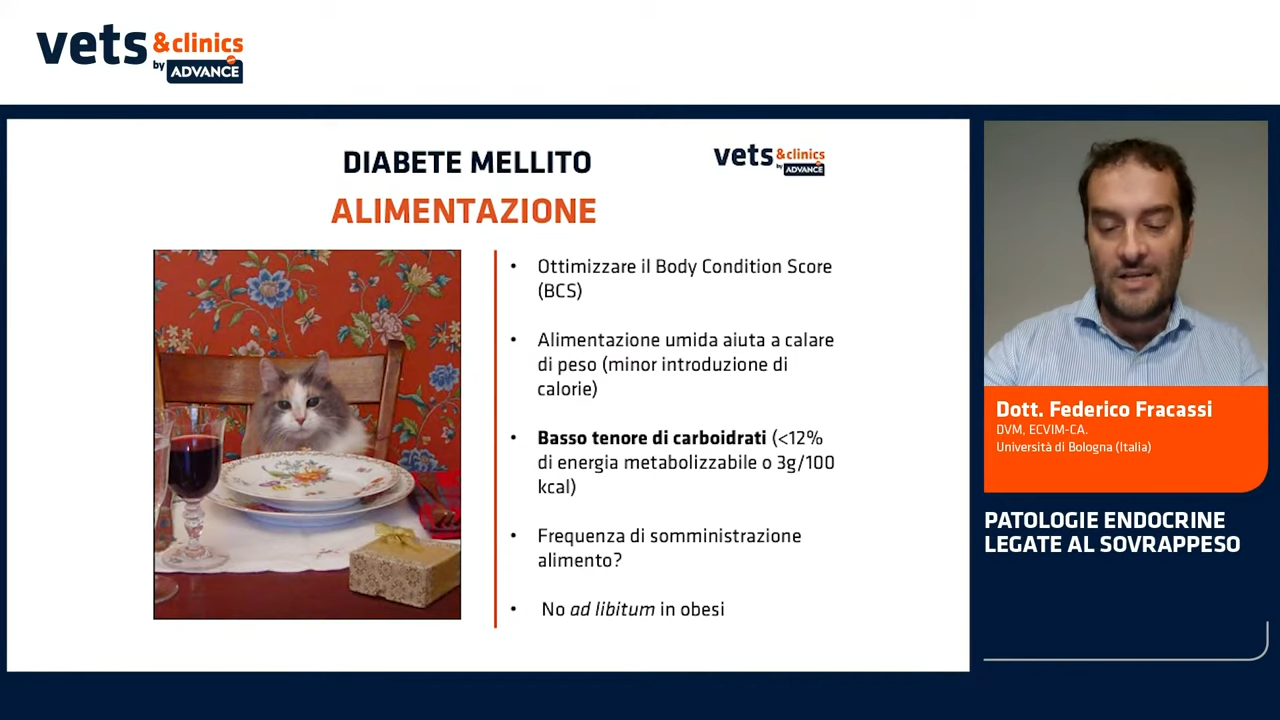 vets &clinics
by ADVANCE
DIABETE MELLITO
vets &clinics
by ADVANCE
ALIMENTAZIONE
• Ottimizzare il Body Condition Score
(BCS)
• Alimentazione umida aiuta a calare
di peso (minor introduzione di
calorie)
• Basso tenore di carboidrati (<12%
di energia metabolizzabile o 3g/100
kcal)
• Frequenza di somministrazione
alimento?
• No ad libitum in obesi
Dott. Federico Fracassi
DVM, ECVIM-CA.
Università di Bologna (Italia)
PATOLOGIE ENDOCRINE
LEGATE AL SOVRAPPESO